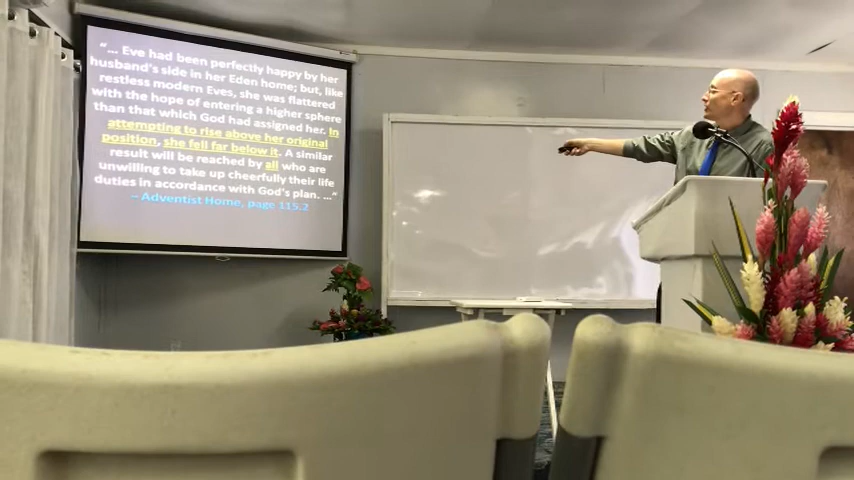 "... Eve had been perfectly happy by her
husband's side in her Eden home; but, like
restless modern Eves, she was flattered
with the hope of entering a higher sphere
than that which God had assigned her. In
attempting to rise above her original
position, she fell far below it. A similar
result will be reached by all who are
unwilling to take up cheerfully their life
duties in accordance with God's plan. ..."
– Adventist Home, page 115.2